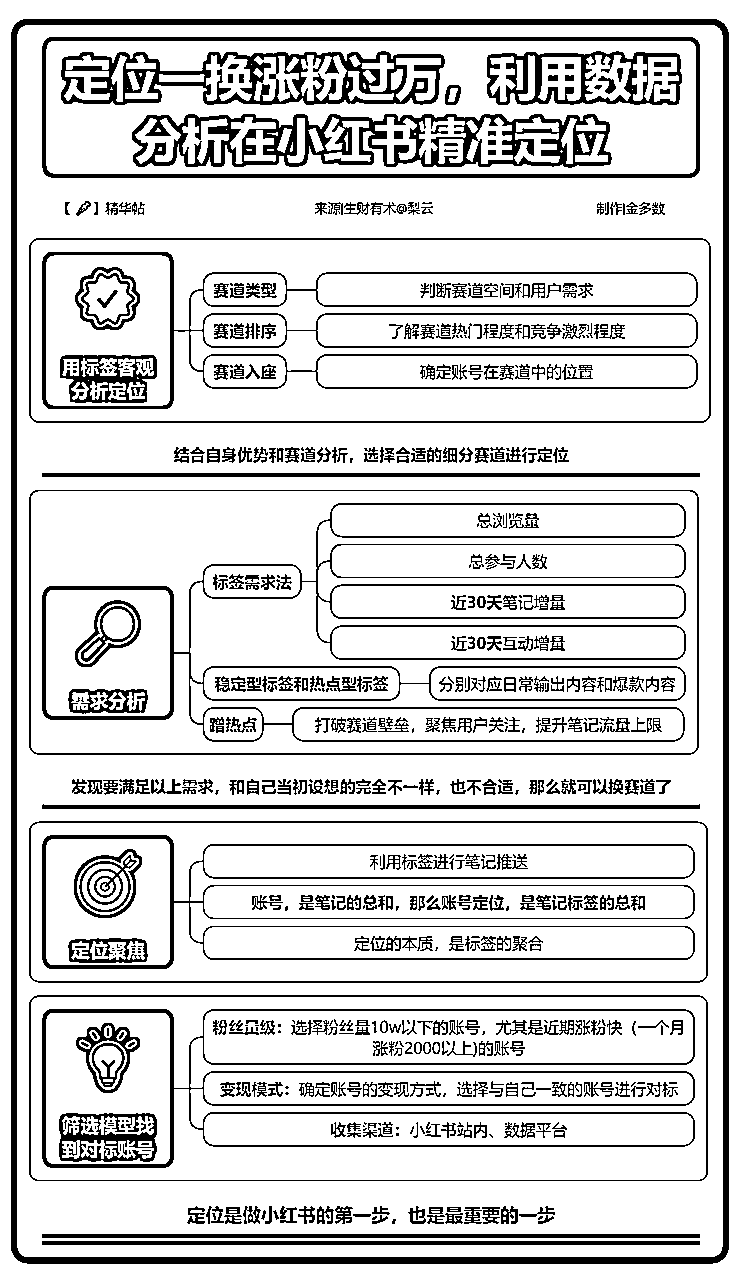 定位一换涨粉过万，利用数据
分析在小红书精准定位
【🖊】精华帖
来源|生财有术@梨云
制作|金多数
用标签客观
分析定位
赛道类型
判断赛道空间和用户需求
赛道排序
了解赛道热门程度和竞争激烈程度
赛道入座
确定账号在赛道中的位置
结合自身优势和赛道分析，选择合适的细分赛道进行定位
需求分析
标签需求法
总浏览量
总参与人数
近30天笔记增量
近30天互动增量
稳定型标签和热点型标签
分别对应日常输出内容和爆款内容
蹭热点
打破赛道壁垒，聚焦用户关注，提升笔记流量上限
发现要满足以上需求，和自己当初设想的完全不一样，也不合适，那么就可以换赛道了
定位聚焦
利用标签进行笔记推送
账号，是笔记的总和，那么账号定位，是笔记标签的总和
定位的本质，是标签的聚合
筛选模型找
到对标账号
粉丝量级：选择粉丝量10w以下的账号，尤其是近期涨粉快（一个月
涨粉2000以上)的账号
变现模式：确定账号的变现方式，选择与自己一致的账号进行对标
收集渠道：小红书站内、数据平台
定位是做小红书的第一步，也是最重要的一步